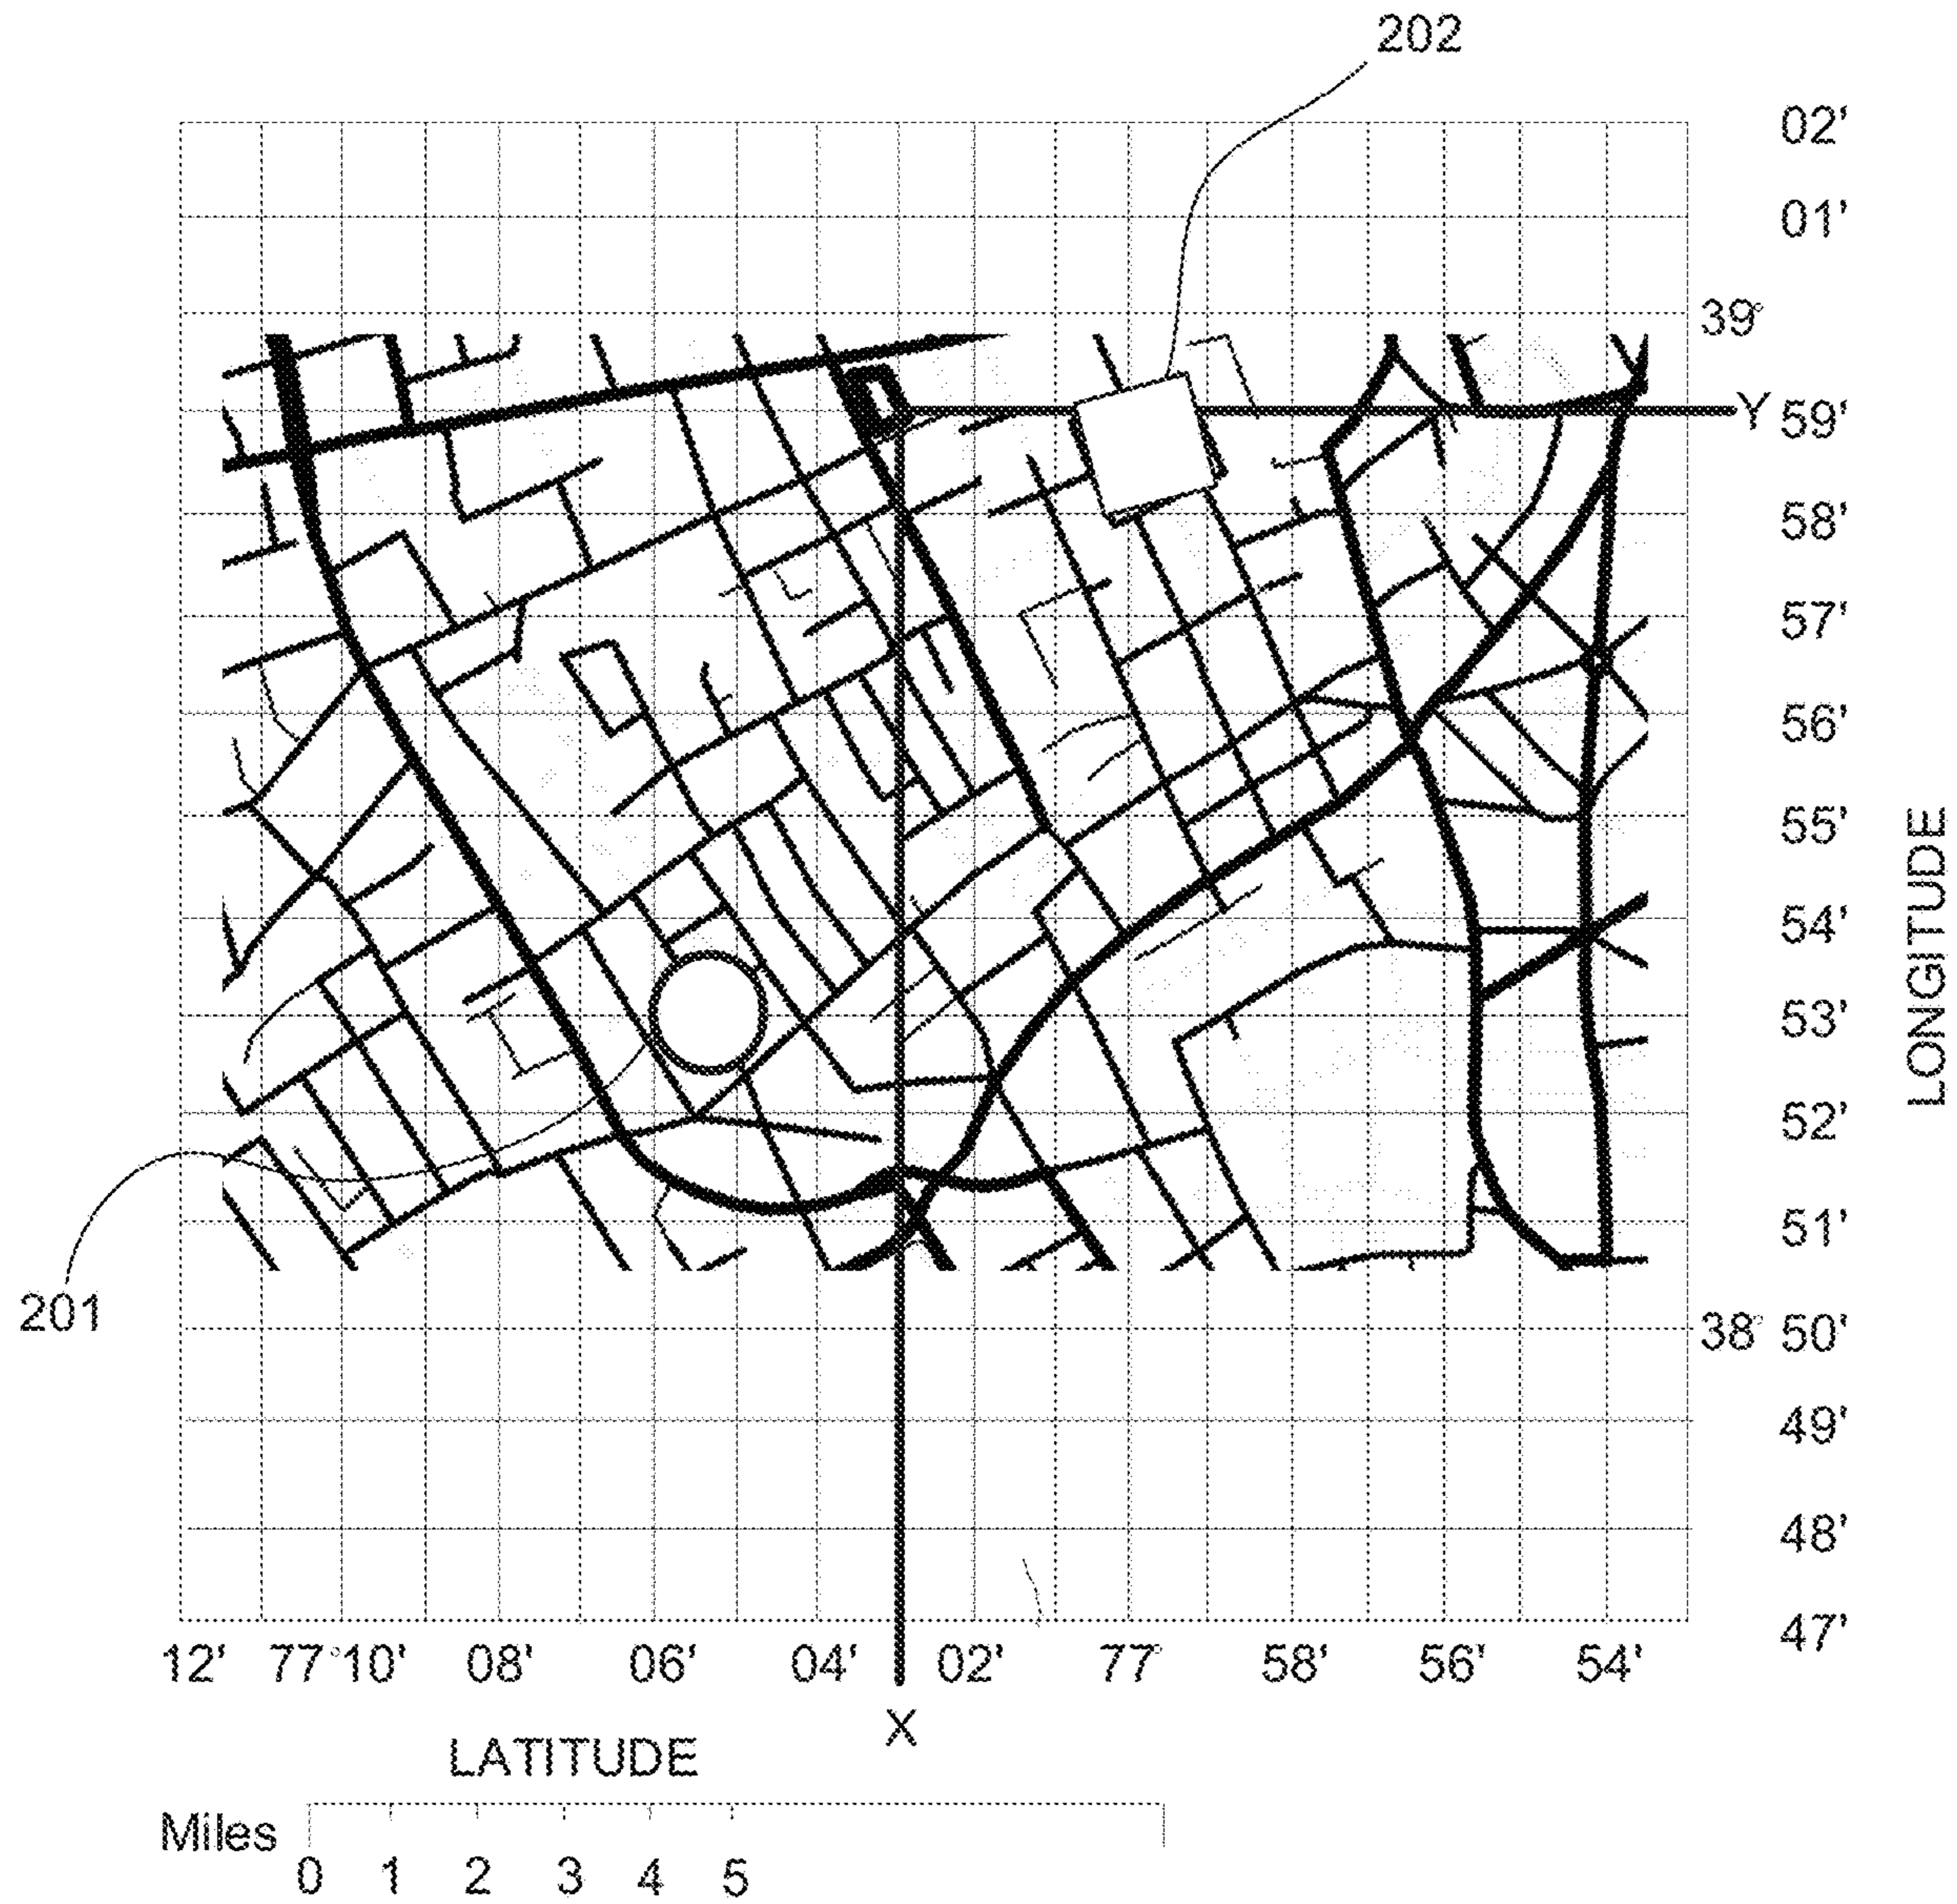 202
02'
01'
39°
Y 59'
58'
57'
56'
55'
54'
53'
52'
51'
38° 50'
49'
48'
47'
LONGITUDE
201
12' 77°10' 08' 06' 04' 02' 77° 58' 56' 54'
X
LATITUDE
Miles
0 1 2 3 4 5